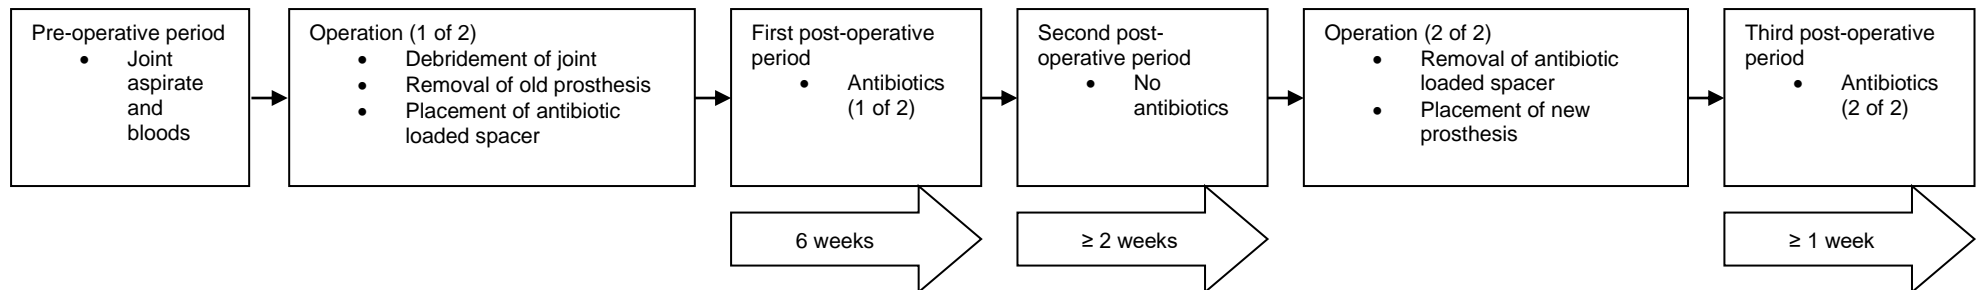 Pre-operative period
• Joint
aspirate
and
bloods
Operation (1 of 2)
• Debridement of joint
• Removal of old prosthesis
• Placement of antibiotic
loaded spacer
First post-operative
period
• Antibiotics
(1 of 2)
Second post-
operative period
• No
antibiotics
Operation (2 of 2)
• Removal of antibiotic
loaded spacer
• Placement of new
prosthesis
Third post-operative
period
• Antibiotics
(2 of 2)
6 weeks
≥ 2 weeks
≥ 1 week